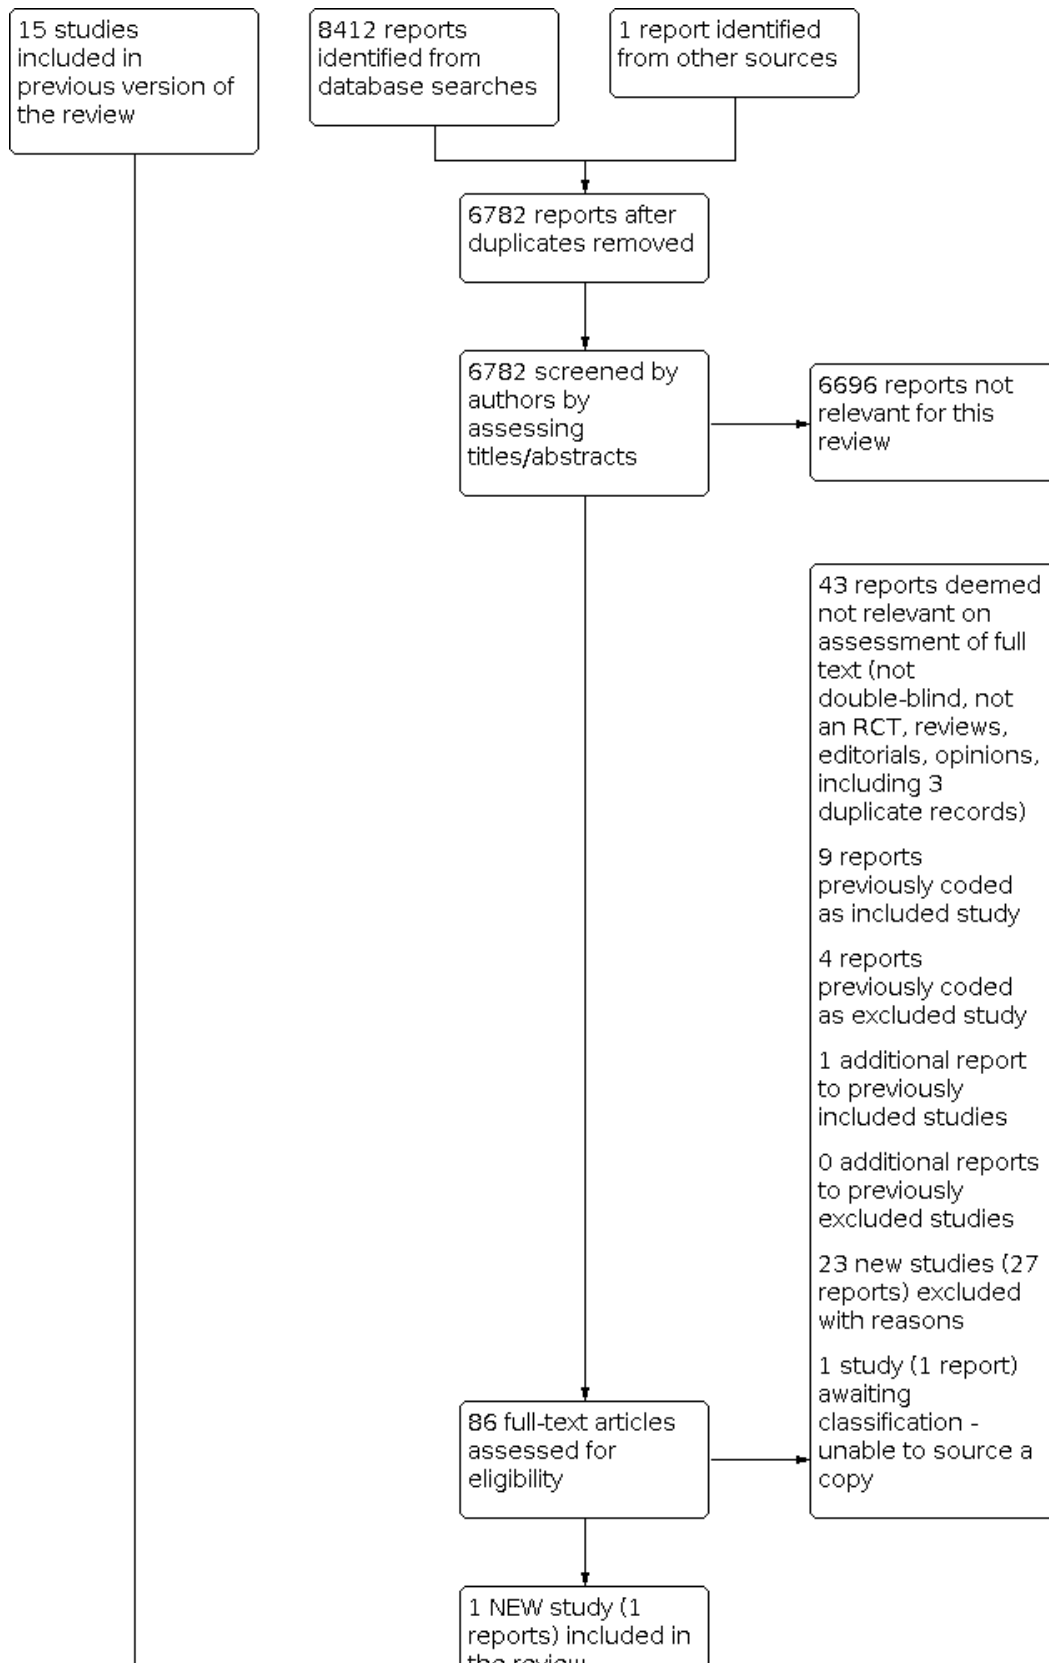 15 studies
included in
previous version of
the review
8412 reports
identified from
database searches
1 report identified
from other sources
6782 reports after
duplicates removed
6782 screened by
authors by
assessing
titles/abstracts
6696 reports not
relevant for this
review
43 reports deemed
not relevant on
assessment of full
text (not
double-blind, not
an RCT, reviews,
editorials, opinions,
including 3
duplicate records)
9 reports
previously coded
as included study
4 reports
previously coded
as excluded study
1 additional report
to previously
included studies
0 additional reports
to previously
excluded studies
23 new studies (27
reports) excluded
with reasons
1 study (1 report)
awaiting
classification -
unable to source a
copy
86 full-text articles
assessed for
eligibility
1 NEW study (1
reports) included in
the review